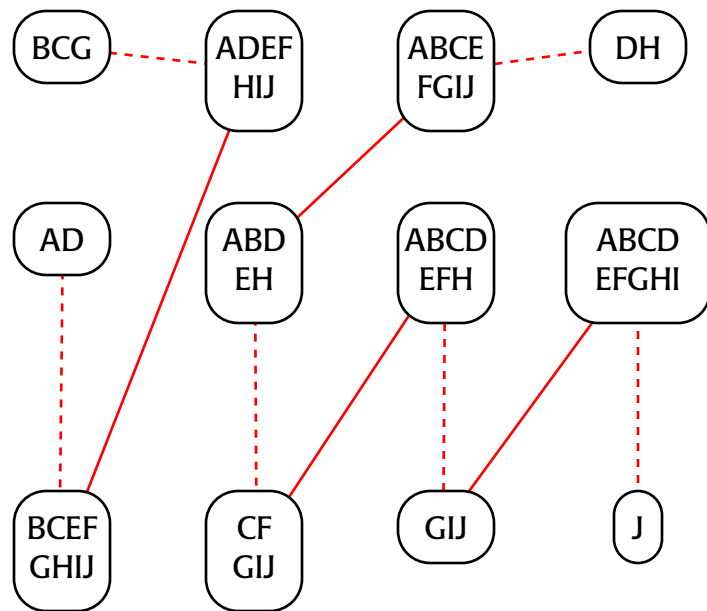 BCG
ADEF
HIJ
ABCE
FGIJ
DH
AD
ABD
EH
ABCD
EFH
ABCD
EFGHI
BCEF
GHIJ
CF
GIJ
GIJ
J